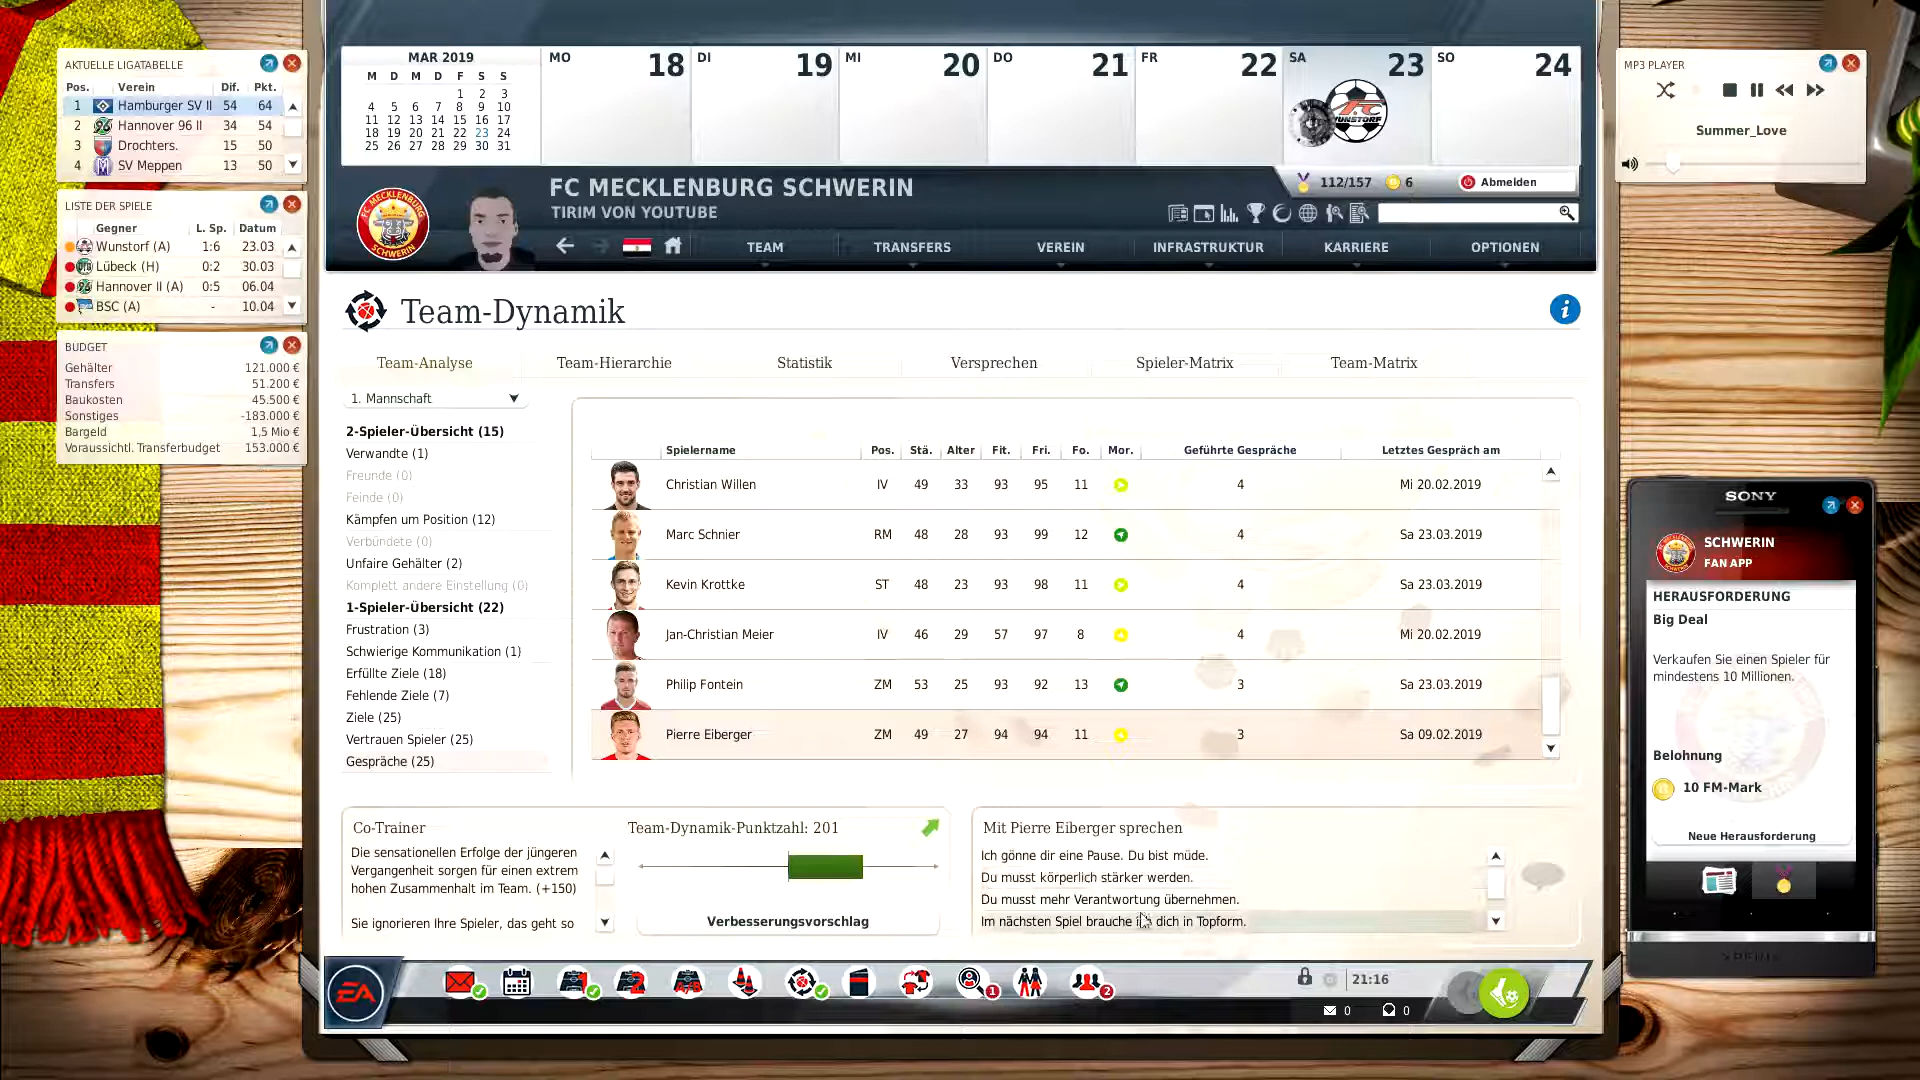 AKTUELLE LIGATABELLE
Pos. Verein Dif. Pkt.
1 Hamburger SV II 54 64
2 Hannover 96 II 34 54
3 Drochters. 15 50
4 SV Meppen 13 50
LISTE DER SPIELE
Gegner L. Sp. Datum
Wunstorf (A) 1:6 23.03
Lübeck (H) 0:2 30.03
Hannover II (A) 0:5 06.04
BSC (A) - 10.04
BUDGET
Gehälter 121.000 €
Transfers 51.200 €
Baukosten 45.500 €
Sonstiges -183.000 €
Bargeld 1,5 Mio €
Voraussichtl. Transferbudget 153.000 €
MAR 2019
M D M D F S S
1 2 3
4 5 6 7 8 9 10
11 12 13 14 15 16 17
18 19 20 21 22 23 24
25 26 27 28 29 30 31
MO 18 DI 19 MI 20 DO 21 FR 22 SA 23 SO 24
FC MECKLENBURG SCHWERIN
TIRIM VON YOUTUBE
112/157 6 Abmelden
TEAM TRANSFERS VEREIN INFRASTRUKTUR KARRIERE OPTIONEN
Team-Dynamik
Team-Analyse Team-Hierarchie Statistik Versprechen Spieler-Matrix Team-Matrix
1. Mannschaft
2-Spieler-Übersicht (15)
Verwandte (1)
Freunde (0)
Feinde (0)
Kämpfen um Position (12)
Verbündete (0)
Unfaire Gehälter (2)
Komplett andere Einstellung (0)
1-Spieler-Übersicht (22)
Frustration (3)
Schwierige Kommunikation (1)
Erfüllte Ziele (18)
Fehlende Ziele (7)
Ziele (25)
Vertrauen Spieler (25)
Gespräche (25)
Spielername Pos. Stä. Alter Fit. Fri. Fo. Mor. Geführte Gespräche Letztes Gespräch am
Christian Willen IV 49 33 93 95 11 4 Mi 20.02.2019
Marc Schnier RM 48 28 93 99 12 4 Sa 23.03.2019
Kevin Krottke ST 48 23 93 98 11 4 Sa 23.03.2019
Jan-Christian Meier IV 46 29 57 97 8 4 Mi 20.02.2019
Philip Fontein ZM 53 25 93 92 13 3 Sa 23.03.2019
Pierre Eiberger ZM 49 27 94 94 11 3 Sa 09.02.2019
Co-Trainer
Die sensationellen Erfolge der jüngeren
Vergangenheit sorgen für einen extrem
hohen Zusammenhalt im Team. (+150)
Sie ignorieren Ihre Spieler, das geht so
Team-Dynamik-Punktzahl: 201
Verbesserungsvorschlag
Mit Pierre Eiberger sprechen
Ich gönne dir eine Pause. Du bist müde.
Du musst körperlich stärker werden.
Du musst mehr Verantwortung übernehmen.
Im nächsten Spiel brauche ich dich in Topform.
EA
21:16
0 0
MP3 PLAYER
Summer_Love
SONY
SCHWERIN
FAN APP
HERAUSFORDERUNG
Big Deal
Verkaufen Sie einen Spieler für
mindestens 10 Millionen.
Belohnung
10 FM-Mark
Neue Herausforderung
XPERIA